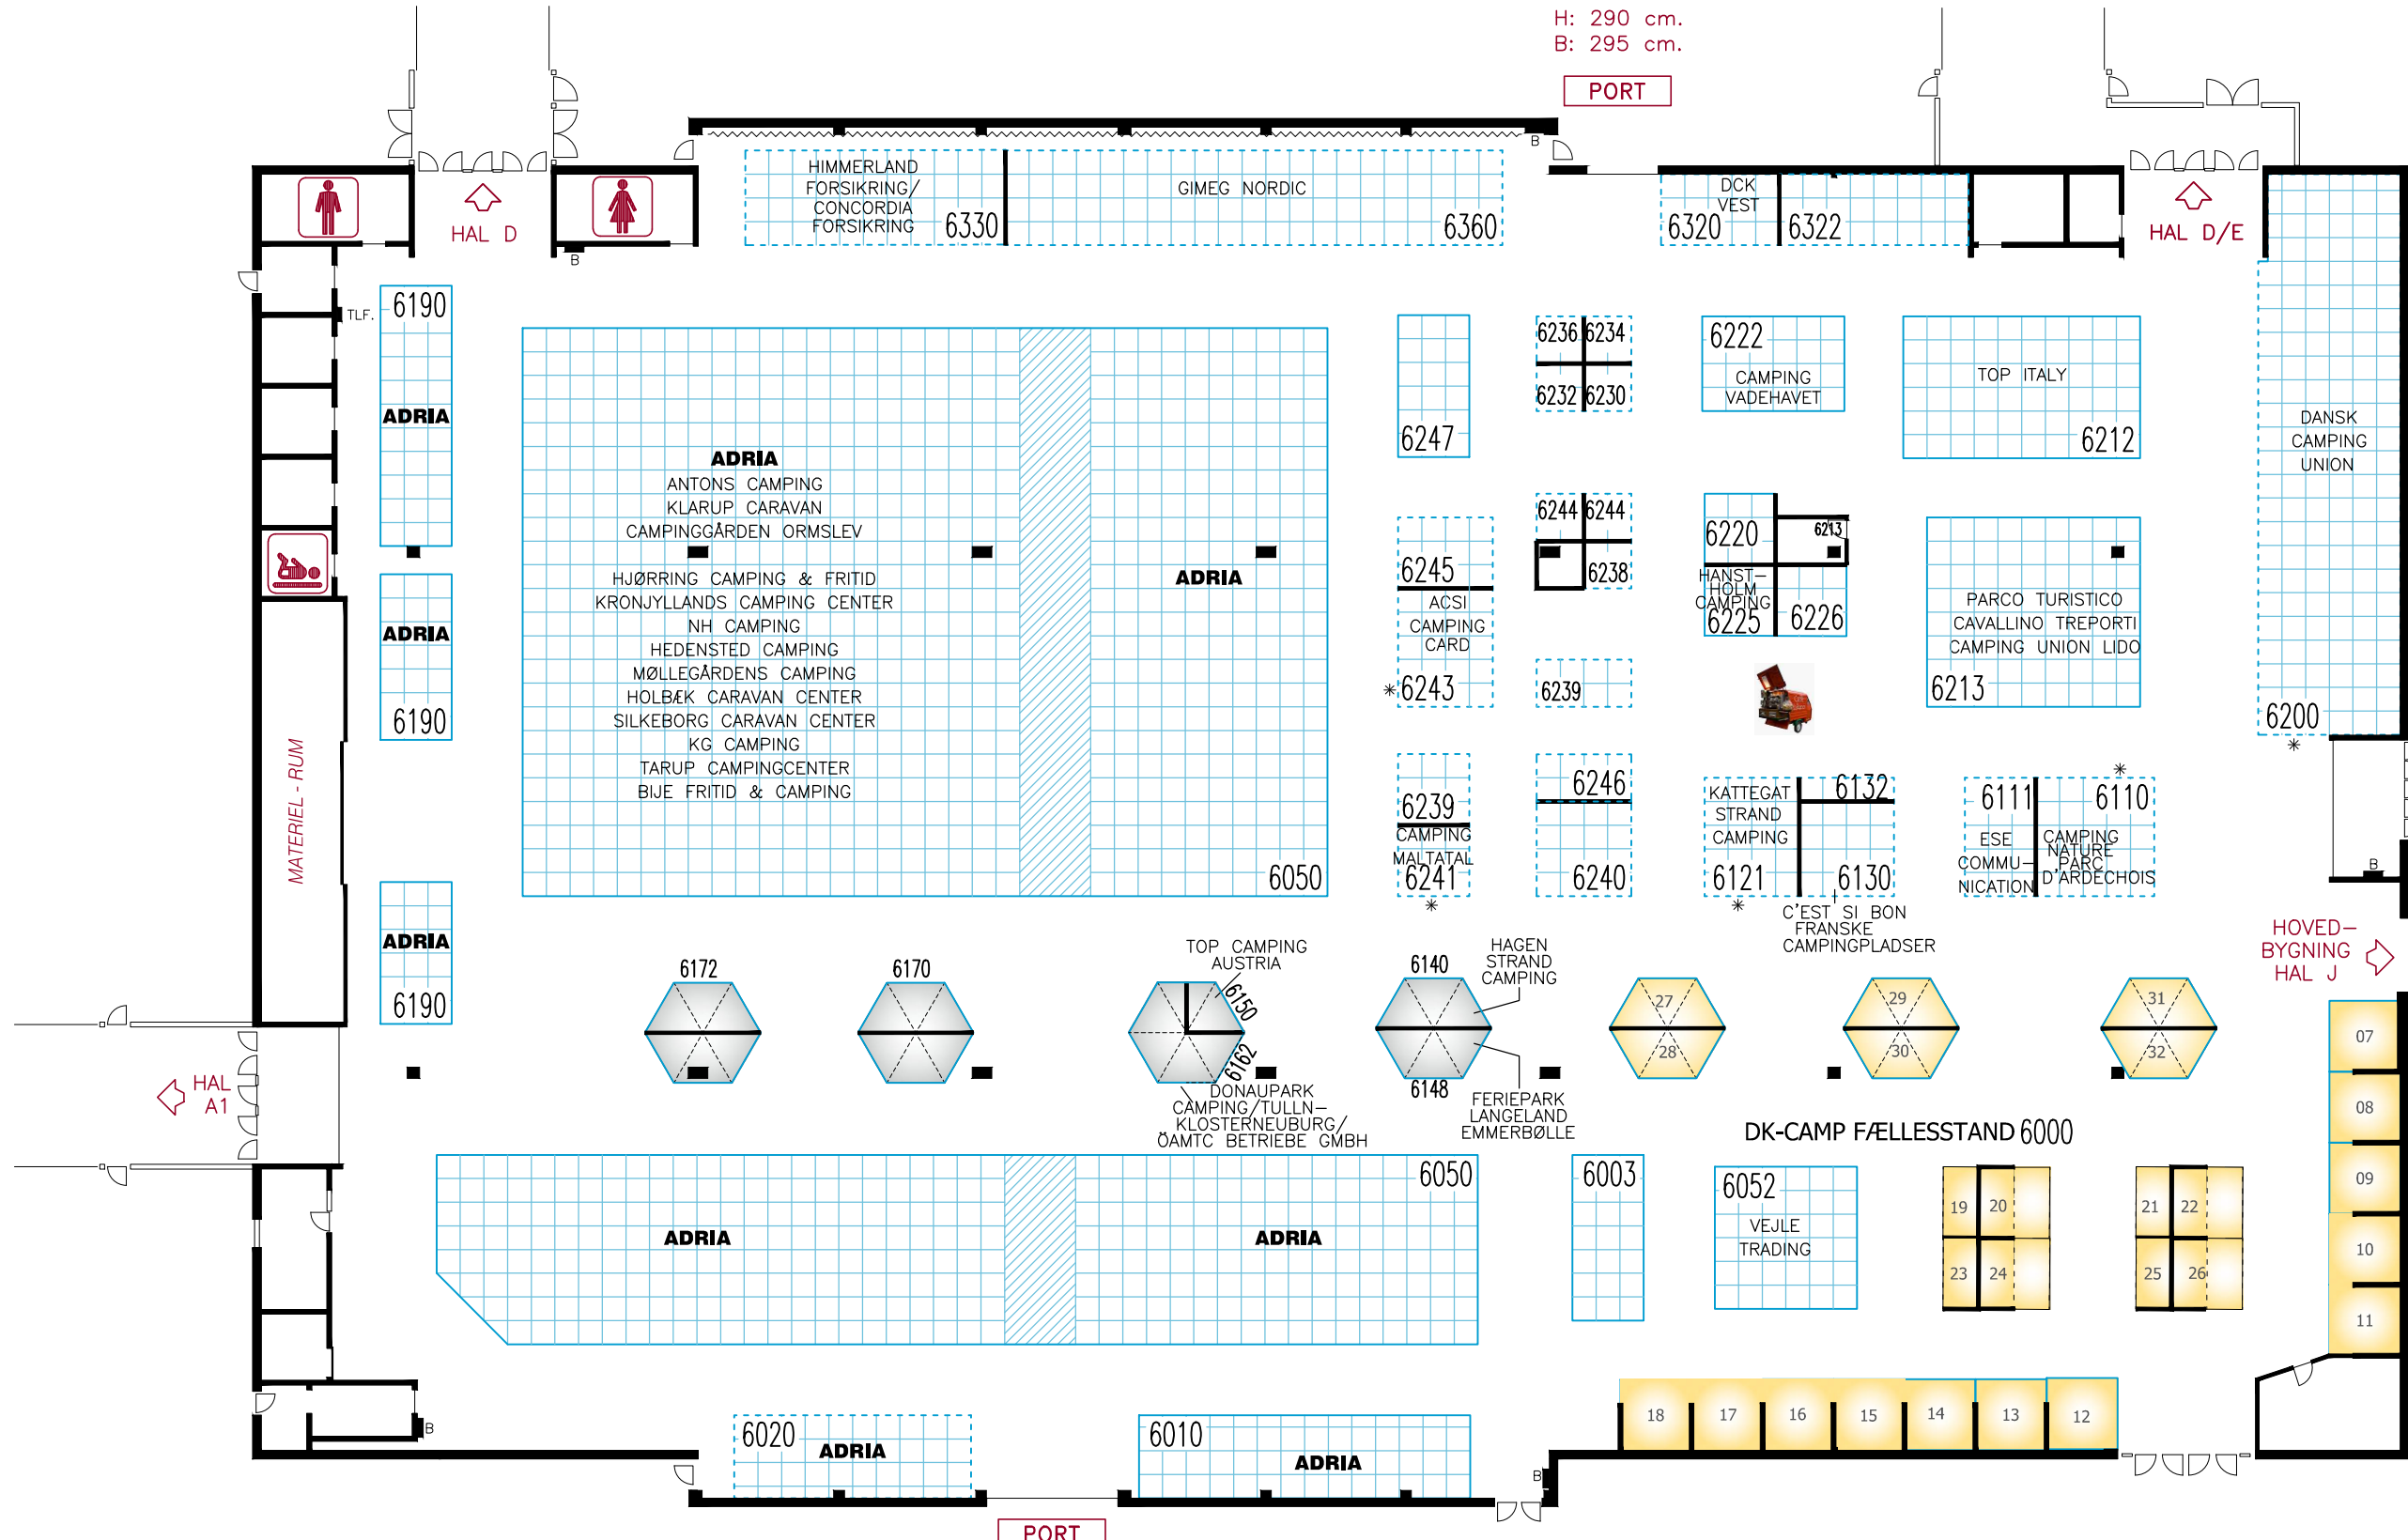 H: 290 cm.
B: 295 cm.
PORT
HAL D
B
HIMMERLAND
FORSIKRING/
CONCORDIA
FORSIKRING
6330
GIMEG NORDIC
6360
B
DCK
VEST
6320
6322
HAL D/E
TLF.
6190
ADRIA
ADRIA
6190
ADRIA
6190
MATERIEL - RUM
ADRIA
ANTONS CAMPING
KLARUP CARAVAN
CAMPINGGÅRDEN ORMSLEV
HJØRRING CAMPING & FRITID
KRONJYLLANDS CAMPING CENTER
NH CAMPING
HEDENSTED CAMPING
MØLLEGÅRDENS CAMPING
HOLBÆK CARAVAN CENTER
SILKEBORG CARAVAN CENTER
KG CAMPING
TARUP CAMPINGCENTER
BIJE FRITID & CAMPING
ADRIA
6050
6247
6236 6234
6232 6230
6222
CAMPING
VADEHAVET
TOP ITALY
6212
DANSK
CAMPING
UNION
6200
*
6245
ACSI
CAMPING
CARD
*6243
6244 6244
6238
6239
6220
6213
HANST-
HOLM
CAMPING
6225
6226
PARCO TURISTICO
CAVALLINO TREPORTI
CAMPING UNION LIDO
6213
6239
CAMPING
MALTATAL
6241
*
6246
6240
KATTEGAT
STRAND
CAMPING
6121
*
6132
6130
C'EST SI BON
FRANSKE
CAMPINGPLADSER
6111
ESE
COMMU-
NICATION
*
6110
CAMPING
NATURE
PARC
D'ARDECHOIS
B
HOVED-
BYGNING
HAL J
6172
6170
TOP CAMPING
AUSTRIA
6150
6162
DONAUPARK
CAMPING/TULLN-
KLOSTERNEUBURG/
ÖAMTC BETRIEBE GMBH
6140
HAGEN
STRAND
CAMPING
6148
FERIEPARK
LANGELAND
EMMERBØLLE
27
28
29
30
31
32
HAL
A1
DK-CAMP FÆLLESSTAND 6000
07
08
09
10
11
ADRIA
ADRIA
6050
6003
6052
VEJLE
TRADING
19 20
23 24
21 22
25 26
18 17 16 15 14 13 12
B
6020
ADRIA
6010
ADRIA
B
PORT